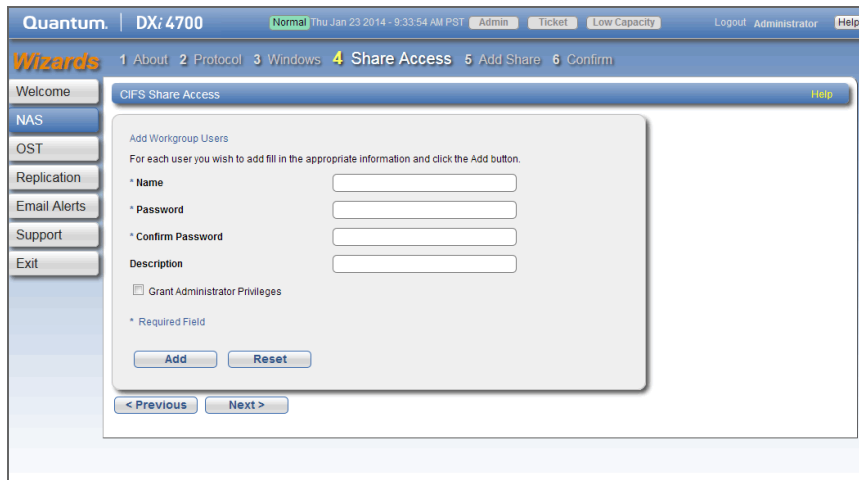 Quantum. DXi 4700 Normal Thu Jan 23 2014 - 9:33:54 AM PST Admin Ticket Low Capacity Logout Administrator Help
Wizards 1 About 2 Protocol 3 Windows 4 Share Access 5 Add Share 6 Confirm
Welcome
NAS
OST
Replication
Email Alerts
Support
Exit
CIFS Share Access Help
Add Workgroup Users
For each user you wish to add fill in the appropriate information and click the Add button.
* Name
* Password
* Confirm Password
Description
Grant Administrator Privileges
* Required Field
Add Reset
< Previous Next >